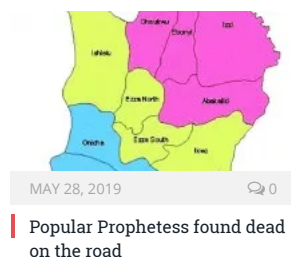 Ohaukwu
Ebonyi
Izzi
Ishielu
Ezza North
Abakaliki
Onicha
Ezza South
Ikwo
MAY 28, 2019 0
Popular Prophetess found dead
on the road